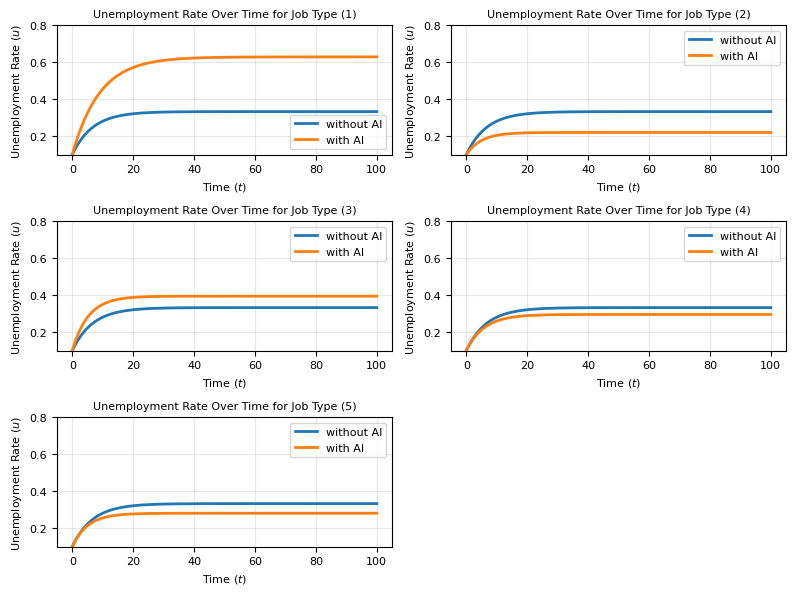 Unemployment Rate Over Time for Job Type (1)
Unemployment Rate (u)
0.8
0.6
0.4
0.2
without AI
with AI
0 20 40 60 80 100
Time (t)
Unemployment Rate Over Time for Job Type (2)
Unemployment Rate (u)
0.8
0.6
0.4
0.2
without AI
with AI
0 20 40 60 80 100
Time (t)
Unemployment Rate Over Time for Job Type (3)
Unemployment Rate (u)
0.8
0.6
0.4
0.2
without AI
with AI
0 20 40 60 80 100
Time (t)
Unemployment Rate Over Time for Job Type (4)
Unemployment Rate (u)
0.8
0.6
0.4
0.2
without AI
with AI
0 20 40 60 80 100
Time (t)
Unemployment Rate Over Time for Job Type (5)
Unemployment Rate (u)
0.8
0.6
0.4
0.2
without AI
with AI
0 20 40 60 80 100
Time (t)